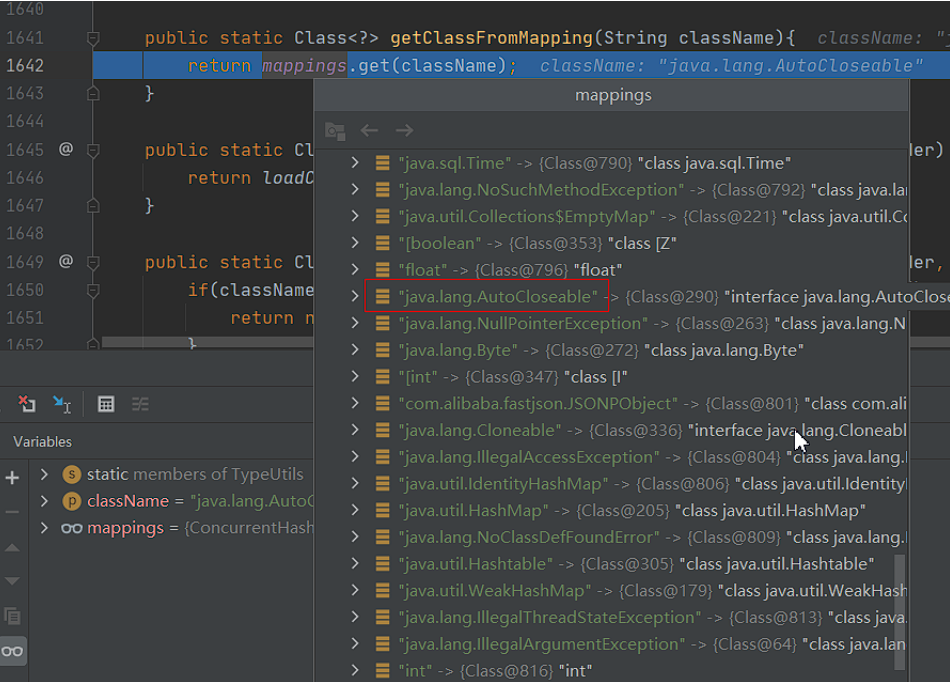 1640
1641 public static Class<?> getClassFromMapping(String className){ className: "j
1642 return mappings.get(className); className: "java.lang.AutoCloseable"
mappings
1643 }
1644
1645 @ public static Cl der)
1646 return loadC
1647 }
1648
1649 @ public static Cl der,
1650 if(className
1651 return n
1652 }
"java.sql.Time" -> {Class@790} "class java.sql.Time"
"java.lang.NoSuchMethodException" -> {Class@792} "class java.la
"java.util.Collections$EmptyMap" -> {Class@221} "class java.util.Co
"[boolean" -> {Class@353} "class [Z"
"float" -> {Class@796} "float"
"java.lang.AutoCloseable" -> {Class@290} "interface java.lang.AutoClose
"java.lang.NullPointerException" -> {Class@263} "class java.lang.N
"java.lang.Byte" -> {Class@272} "class java.lang.Byte"
"[int" -> {Class@347} "class [I"
"com.alibaba.fastjson.JSONPObject" -> {Class@801} "class com.ali
"java.lang.Cloneable" -> {Class@336} "interface java.lang.Cloneabl
"java.lang.IllegalAccessException" -> {Class@804} "class java.lang.
"java.util.IdentityHashMap" -> {Class@806} "class java.util.Identity
"java.util.HashMap" -> {Class@205} "class java.util.HashMap"
"java.lang.NoClassDefFoundError" -> {Class@809} "class java.lang.
"java.util.Hashtable" -> {Class@305} "class java.util.Hashtable"
"java.util.WeakHashMap" -> {Class@179} "class java.util.WeakHash
"java.lang.IllegalThreadStateException" -> {Class@813} "class java.
"java.lang.IllegalArgumentException" -> {Class@64} "class java.lan
"int" -> {Class@816} "int"
Variables
s static members of TypeUtils
p className = "java.lang.AutoC
mappings = {ConcurrentHash